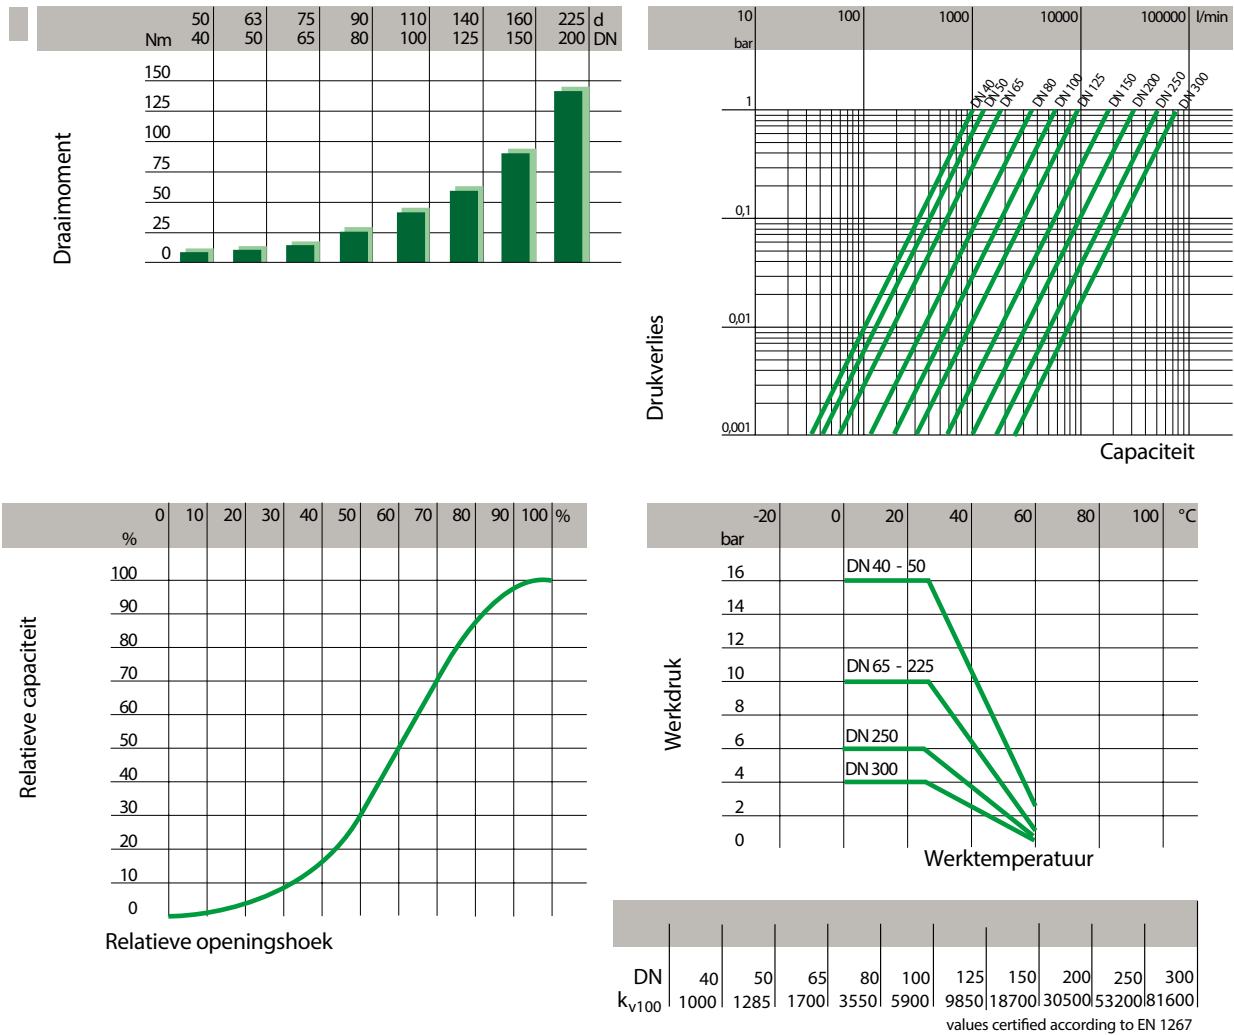 50 63 75 90 110 140 160 225 d
Nm 40 50 65 80 100 125 150 200 DN
150
125
100
75
50
25
0
Draaimoment
10 100 1000 10000 100000 l/min
bar
DN 40 DN 50 DN 65 DN 80 DN 100 DN 125 DN 150 DN 200 DN 250 DN 300
1
0,1
0,01
0,001
Drukverlies
Capaciteit
0 10 20 30 40 50 60 70 80 90 100 %
%
100
90
80
70
60
50
40
30
20
10
0
Relatieve capaciteit
Relatieve openingshoek
-20 0 20 40 60 80 100 °C
bar
DN 40 - 50
16
14
12
DN 65 - 225
10
8
DN 250
6
DN 300
4
2
0
Werkdruk
Werktemperatuur
DN 40 50 65 80 100 125 150 200 250 300
kv100 1000 1285 1700 3550 5900 9850 18700 30500 53200 81600
values certified according to EN 1267